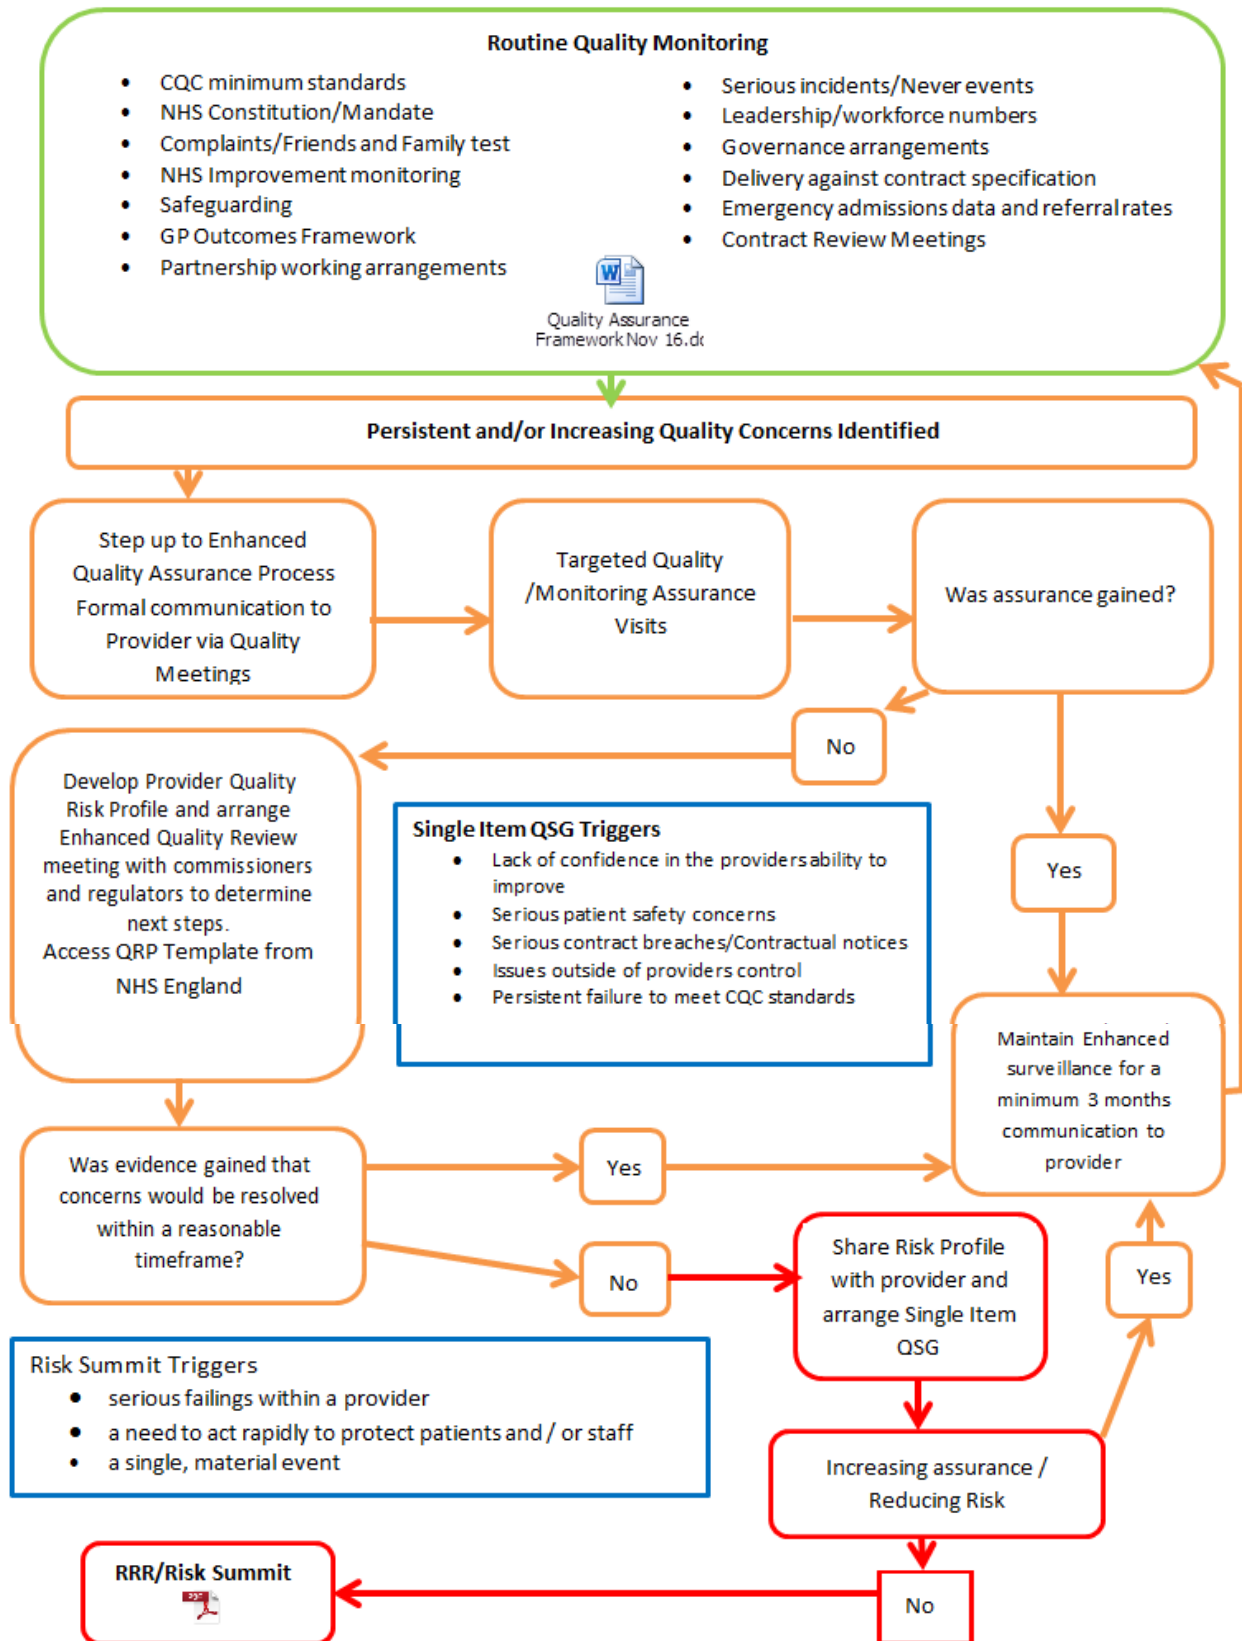 Routine Quality Monitoring
• CQC minimum standards
• NHS Constitution/Mandate
• Complaints/Friends and Family test
• NHS Improvement monitoring
• Safeguarding
• GP Outcomes Framework
• Partnership working arrangements
• Serious incidents/Never events
• Leadership/workforce numbers
• Governance arrangements
• Delivery against contract specification
• Emergency admissions data and referral rates
• Contract Review Meetings
Quality Assurance
Framework Nov 16.dc
Persistent and/or Increasing Quality Concerns Identified
Step up to Enhanced
Quality Assurance Process
Formal communication to
Provider via Quality
Meetings
Targeted Quality
/Monitoring Assurance
Visits
Was assurance gained?
No
Yes
Develop Provider Quality
Risk Profile and arrange
Enhanced Quality Review
meeting with commissioners
and regulators to determine
next steps.
Access QRP Template from
NHS England
Single Item QSG Triggers
• Lack of confidence in the providers ability to
improve
• Serious patient safety concerns
• Serious contract breaches/Contractual notices
• Issues outside of providers control
• Persistent failure to meet CQC standards
Maintain Enhanced
surveillance for a
minimum 3 months
communication to
provider
Was evidence gained that
concerns would be resolved
within a reasonable
timeframe?
Yes
No
Share Risk Profile
with provider and
arrange Single Item
QSG
Yes
Risk Summit Triggers
• serious failings within a provider
• a need to act rapidly to protect patients and / or staff
• a single, material event
Increasing assurance /
Reducing Risk
No
RRR/Risk Summit